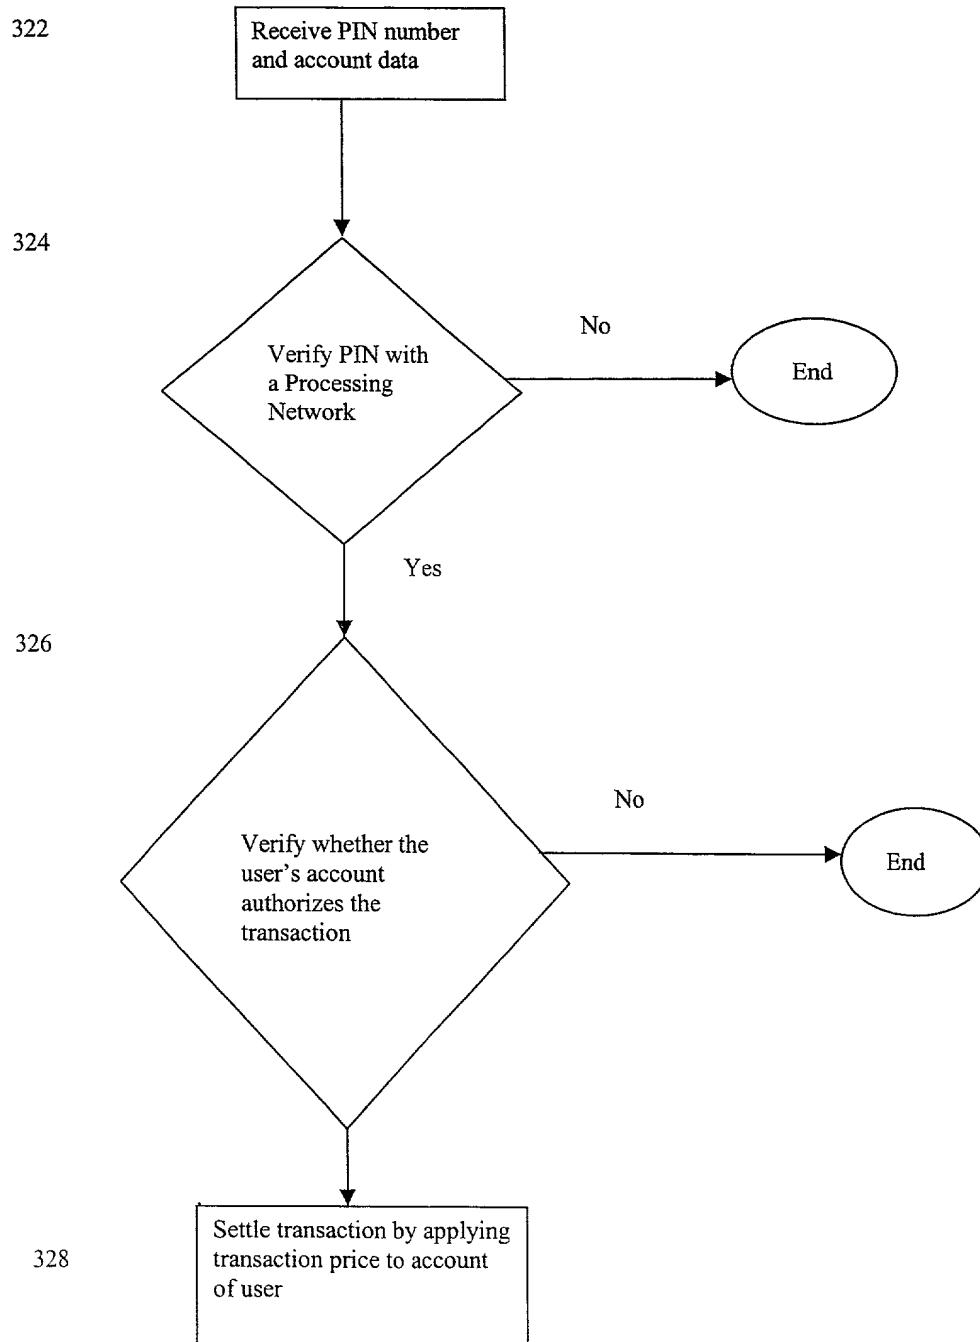 322
Receive PIN number
and account data
324
No
Verify PIN with
a Processing
Network
End
Yes
326
No
Verify whether the
user's account
authorizes the
transaction
End
Settle transaction by applying
328
transaction price to account
of user